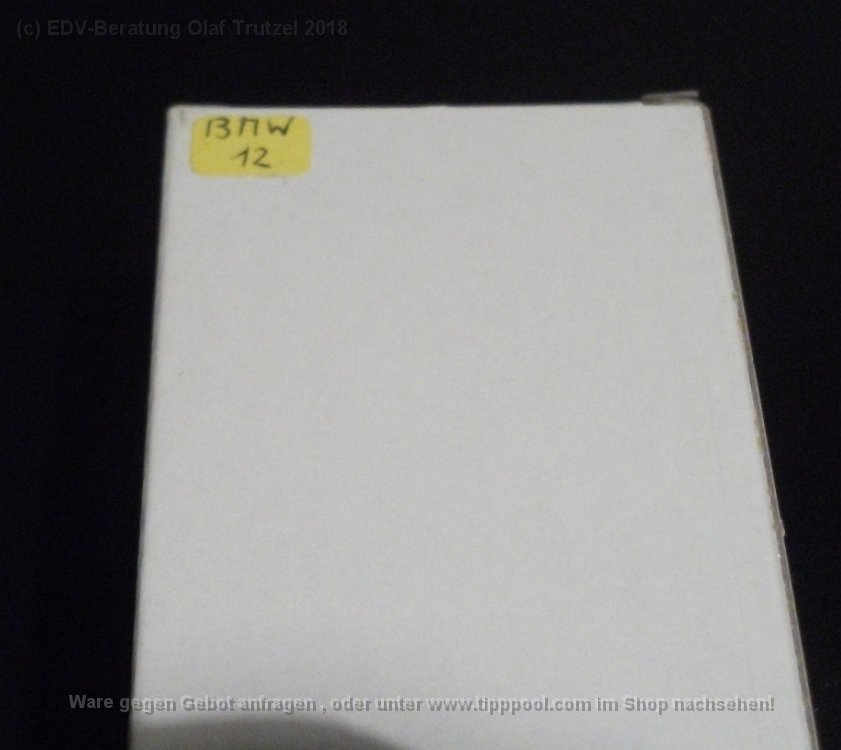 (c) EDV-Beratung Olaf Trutzel 2018
BMW
12
Ware gegen Gebot anfragen , oder unter www.tipppool.com im Shop nachsehen!